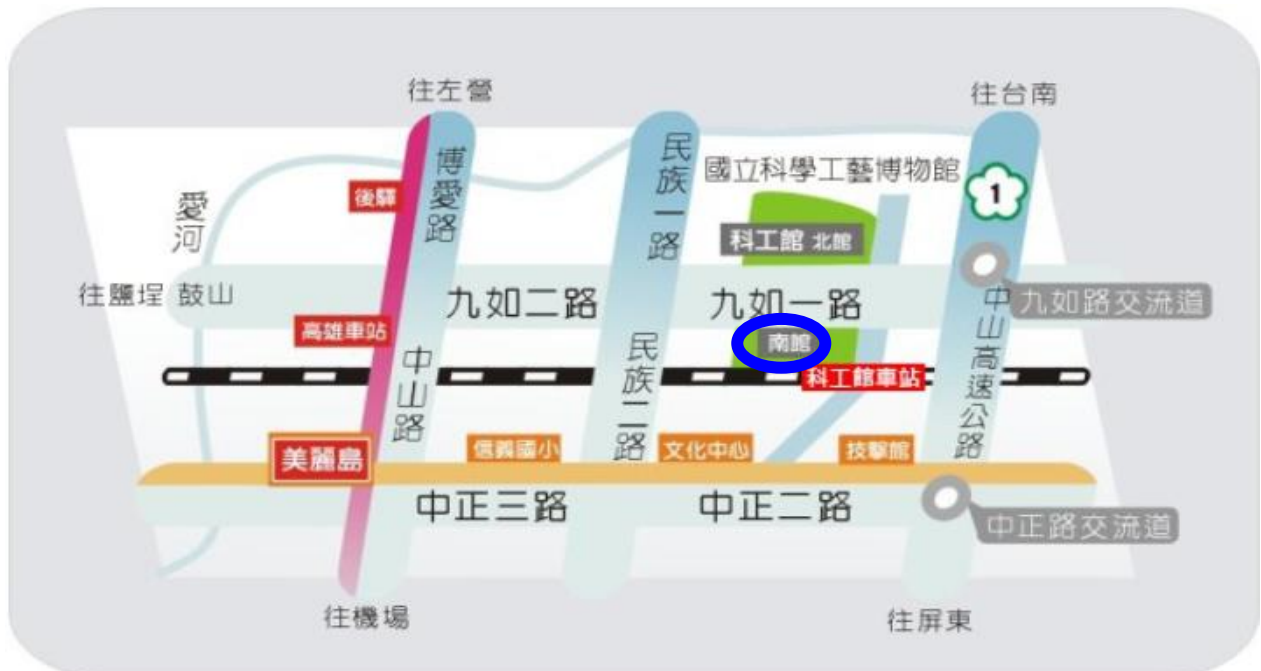 往左營
往台南
博愛路
民族一路
國立科學工藝博物館
1
後驛
愛河
科工館 北館
往鹽埕 鼓山
九如二路
九如一路
中山高速公路
九如路交流道
高雄車站
南館
中山路
民族二路
科工館車站
美麗島
信義國小
文化中心
技擊館
中正三路
中正二路
中正路交流道
往機場
往屏東